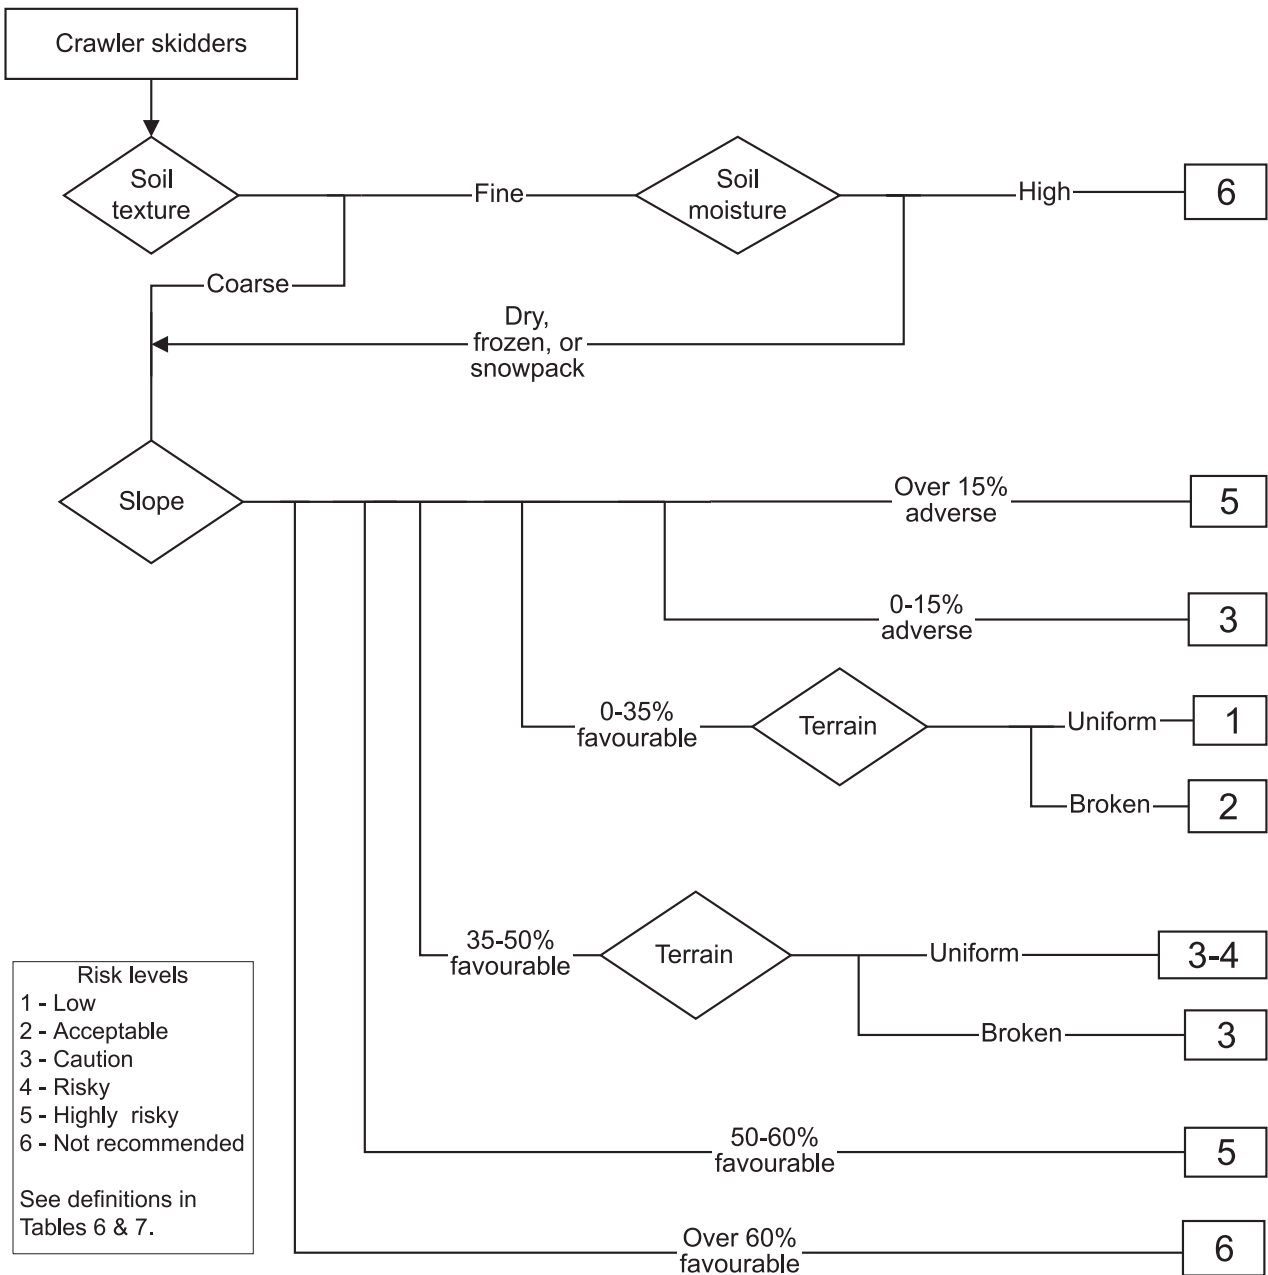 Crawler skidders
Soil
texture
Fine
Soil
moisture
High
6
Coarse
Dry,
frozen, or
snowpack
Slope
Over 15%
adverse
5
0-15%
adverse
3
0-35%
favourable
Terrain
Uniform
1
Broken
2
35-50%
favourable
Terrain
Uniform
3-4
Broken
3
50-60%
favourable
5
Over 60%
favourable
6
Risk levels
1 - Low
2 - Acceptable
3 - Caution
4 - Risky
5 - Highly risky
6 - Not recommended
See definitions in
Tables 6 & 7.